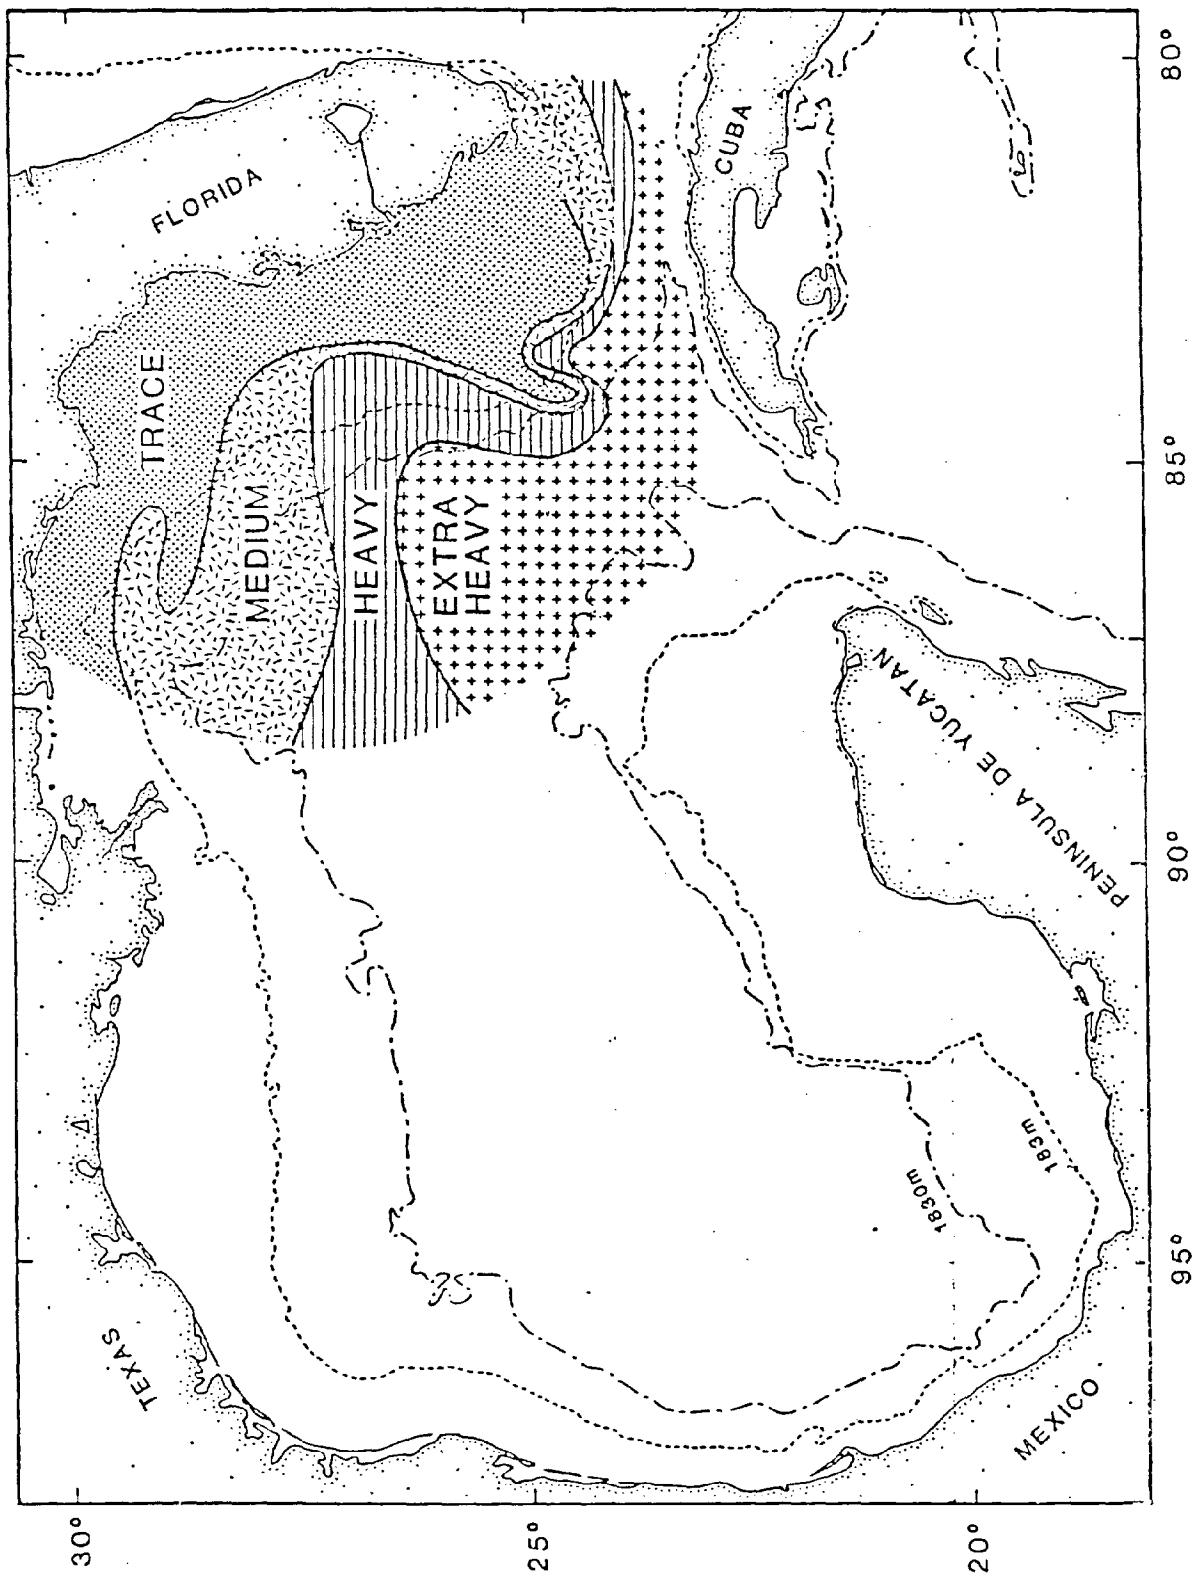 TEXAS
FLORIDA
TRACE
MEDIUM
HEAVY
EXTRA
HEAVY
CUBA
PENINSULA DE YUCATAN
1830m
183m
MEXICO
30°
25°
20°
95°
90°
85°
80°